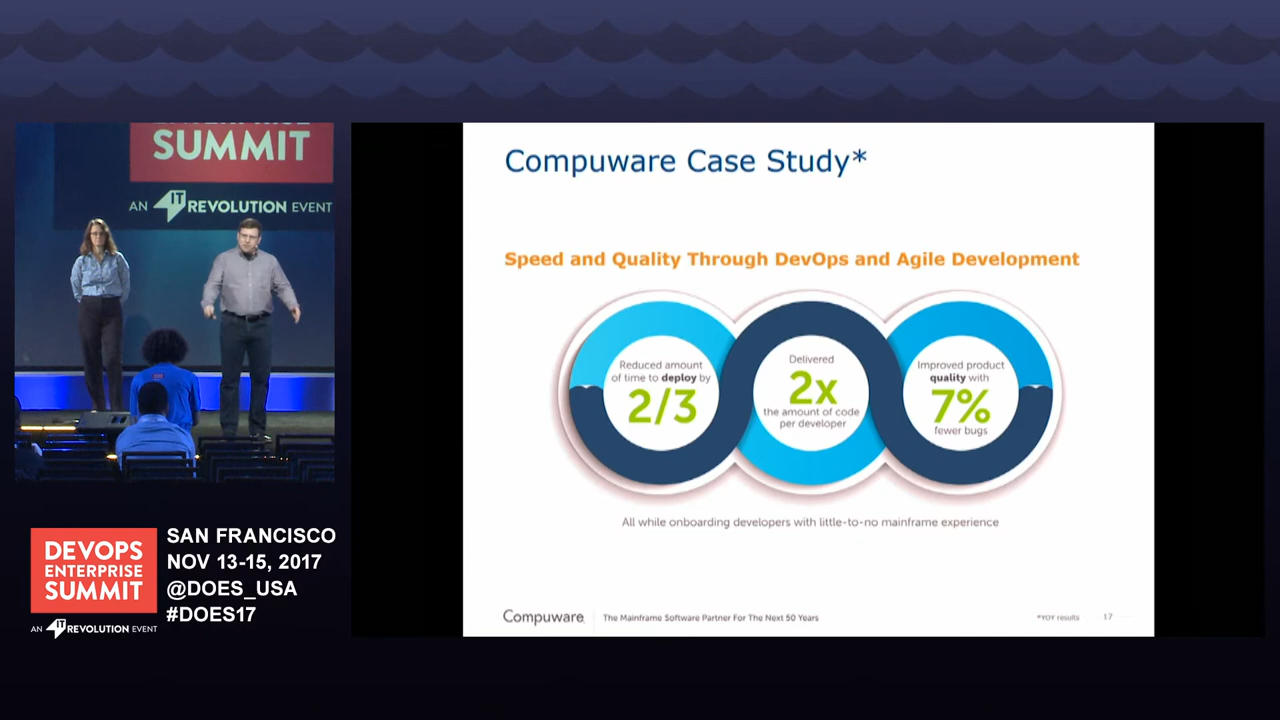 ENTERPRISE
SUMMIT
AN IT REVOLUTION EVENT
Compuware Case Study*
Speed and Quality Through DevOps and Agile Development
Reduced amount
of time to deploy by
2/3
Delivered
2x
the amount of code
per developer
Improved product
quality with
7%
fewer bugs
All while onboarding developers with little-to-no mainframe experience
Compuware
The Mainframe Software Partner For The Next 50 Years
*YOY results
17
DEVOPS
ENTERPRISE
SUMMIT
AN IT REVOLUTION EVENT
SAN FRANCISCO
NOV 13-15, 2017
@DOES_USA
#DOES17